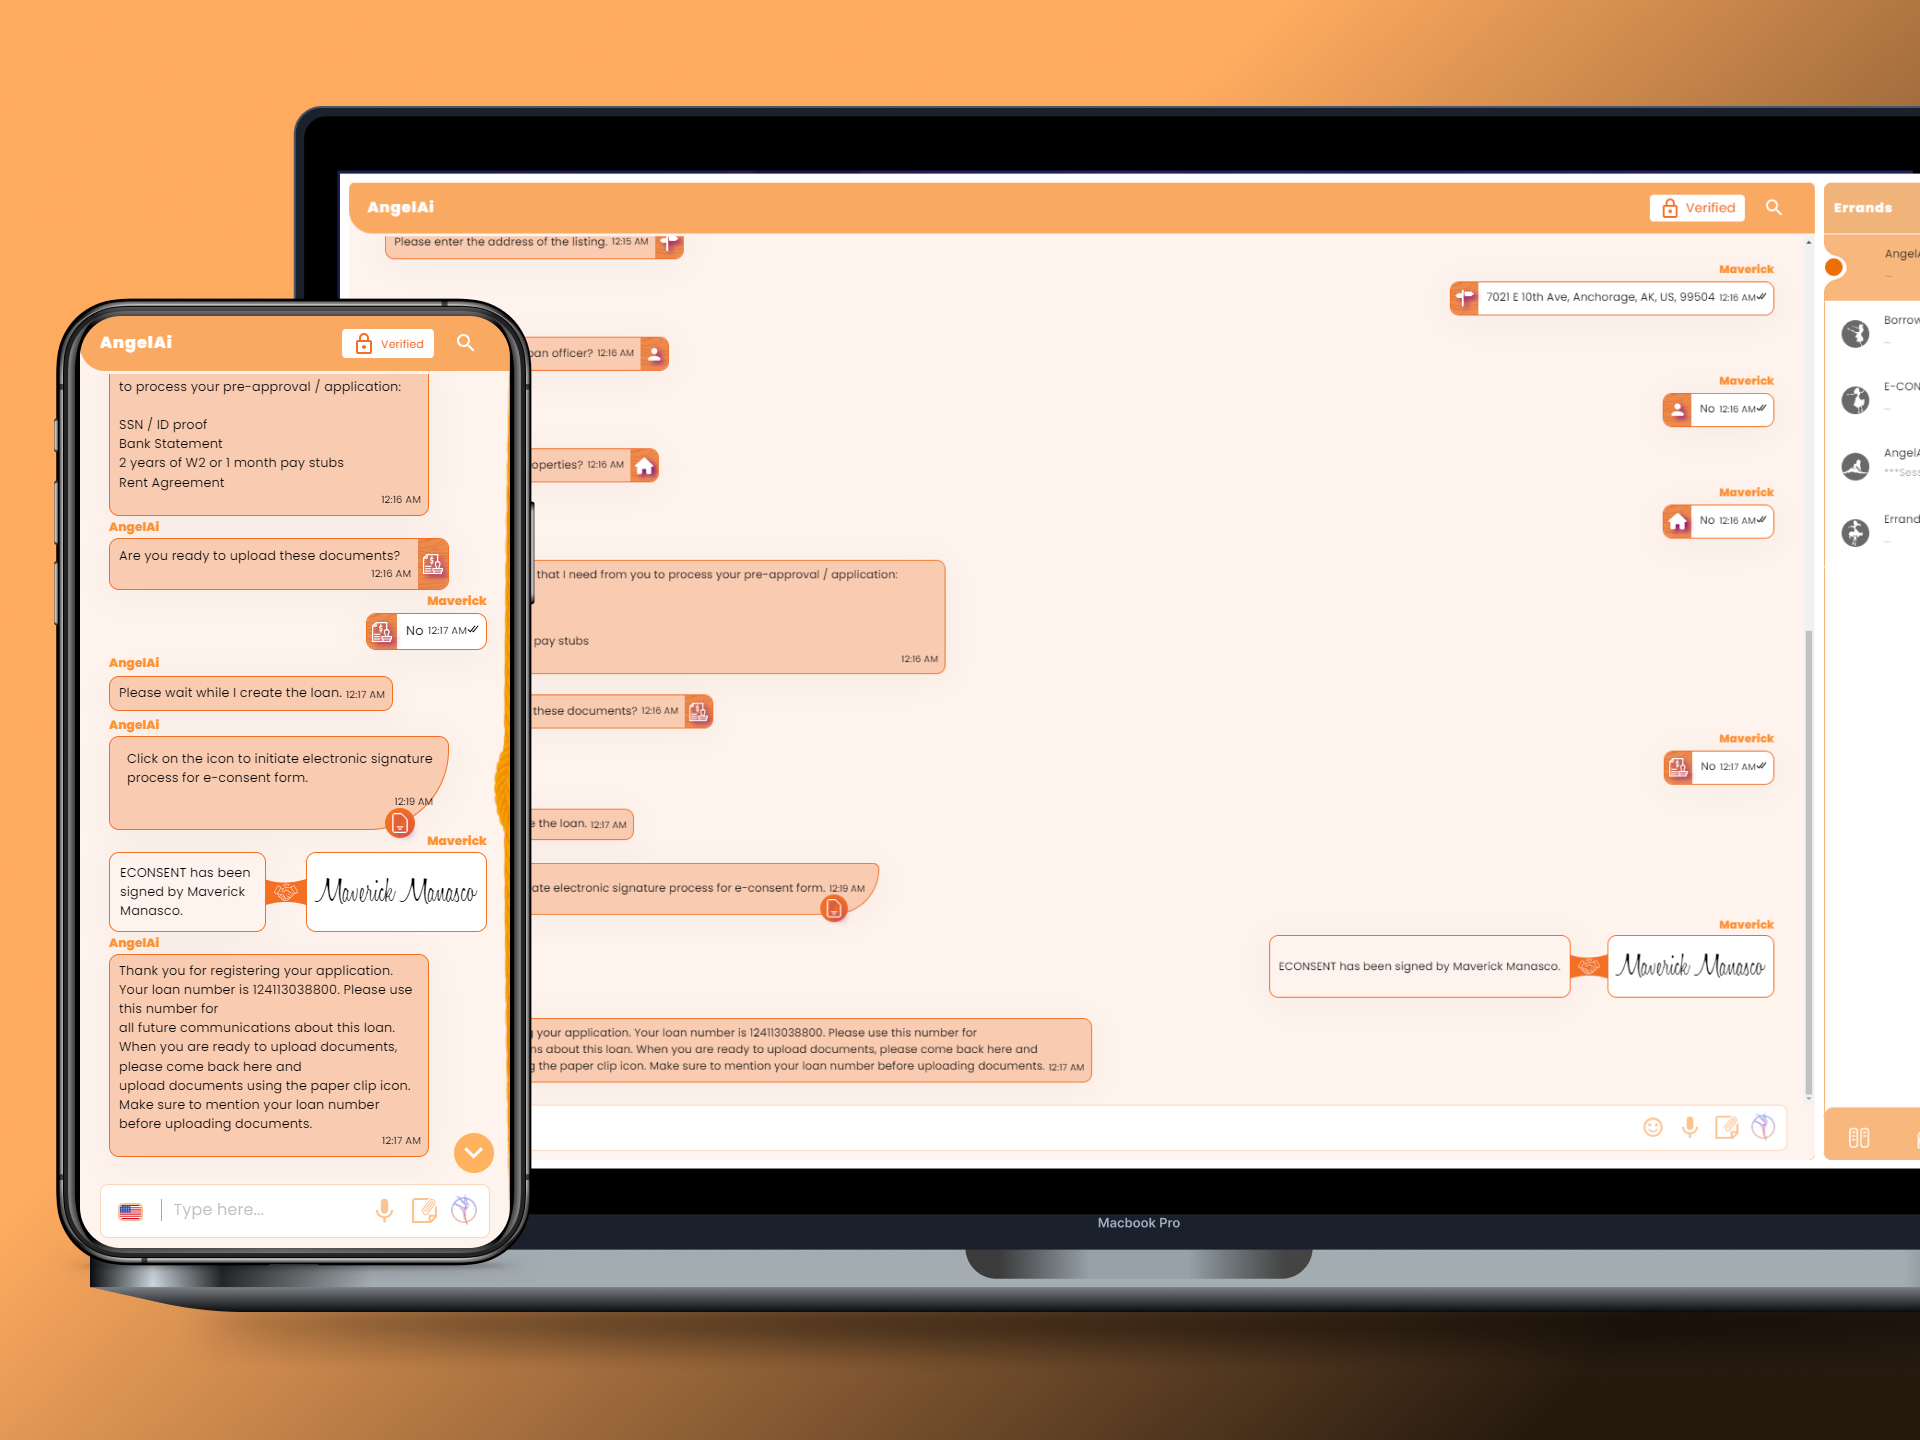 AngelAi
Verified
to process your pre-approval / application:
SSN / ID proof
Bank Statement
2 years of W2 or 1 month pay stubs
Rent Agreement
12:16 AM
AngelAi
Are you ready to upload these documents?
12:16 AM
Maverick
No 12:17 AM
AngelAi
Please wait while I create the loan. 12:17 AM
AngelAi
Click on the icon to initiate electronic signature
process for e-consent form.
12:19 AM
Maverick
ECONSENT has been
signed by Maverick
Manasco.
Maverick Manasco
AngelAi
Thank you for registering your application.
Your loan number is 124113038800. Please use
this number for
all future communications about this loan.
When you are ready to upload documents,
please come back here and
upload documents using the paper clip icon.
Make sure to mention your loan number
before uploading documents.
12:17 AM
Type here...
AngelAi
Verified
Please enter the address of the listing. 12:15 AM
Maverick
7021 E 10th Ave, Anchorage, AK, US, 99504 12:16 AM
officer? 12:16 AM
Maverick
No 12:16 AM
12:16 AM
Maverick
No 12:16 AM
that I need from you to process your pre-approval / application:
pay stubs
12:16 AM
these documents? 12:16 AM
Maverick
No 12:17 AM
the loan. 12:17 AM
electronic signature process for e-consent form. 12:19 AM
Maverick
ECONSENT has been signed by Maverick Manasco.
Maverick Manasco
your application. Your loan number is 124113038800. Please use this number for
about this loan. When you are ready to upload documents, please come back here and
the paper clip icon. Make sure to mention your loan number before uploading documents. 12:17 AM
Errands
...
Borrow
...
E-CON
...
***Sess
Errand
...
Macbook Pro